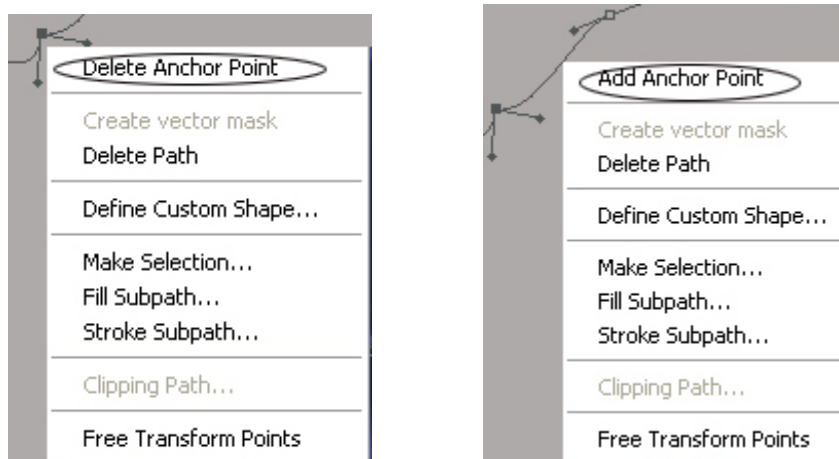 Delete Anchor Point
Create vector mask
Delete Path
Define Custom Shape...
Make Selection...
Fill Subpath...
Stroke Subpath...
Clipping Path...
Free Transform Points
Add Anchor Point
Create vector mask
Delete Path
Define Custom Shape...
Make Selection...
Fill Subpath...
Stroke Subpath...
Clipping Path...
Free Transform Points